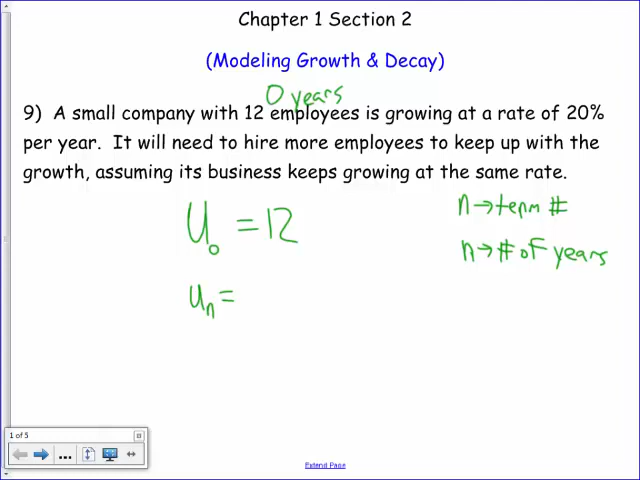 Chapter 1 Section 2
(Modeling Growth & Decay)
0 years
9) A small company with 12 employees is growing at a rate of 20%
per year. It will need to hire more employees to keep up with the
growth, assuming its business keeps growing at the same rate.
n→term #
U₀ = 12
n→# of years
uₙ =
1 of 5
...
Extend Page